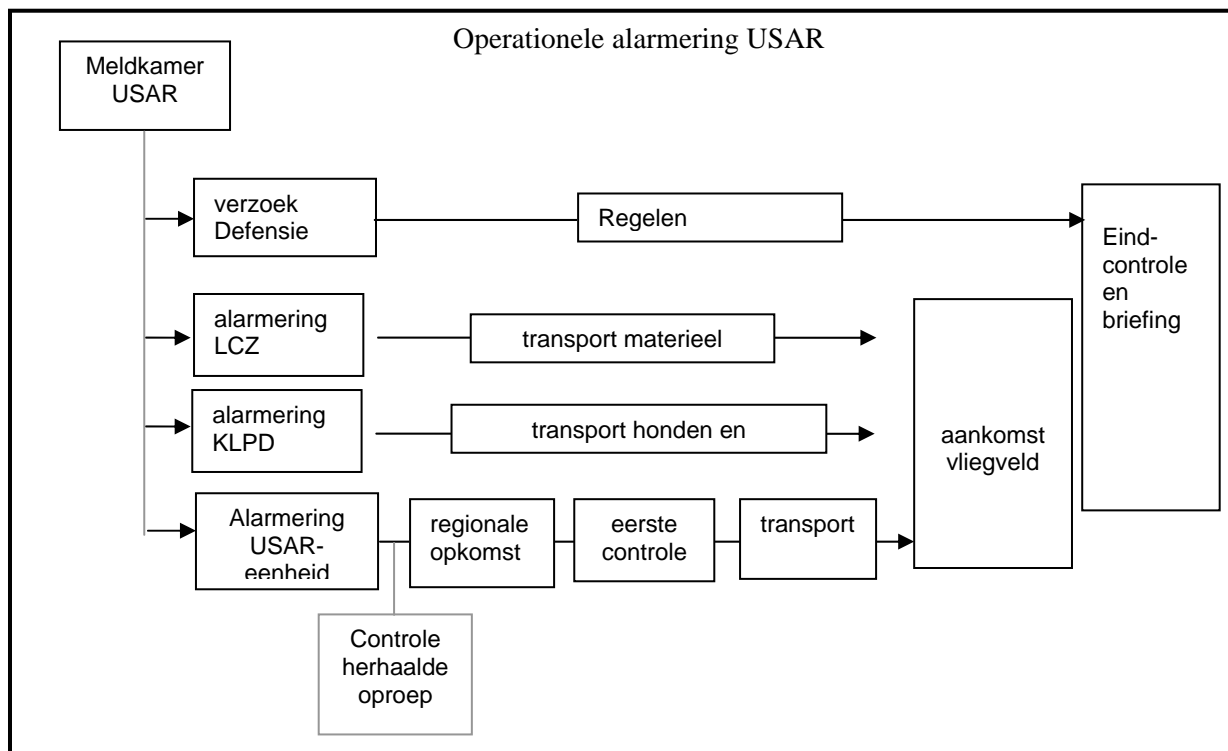 Operationele alarmering USAR
Meldkamer
USAR
verzoek
Defensie
Regelen
Eind-
controle
en
briefing
alarmering
LCZ
transport materieel
alarmering
KLPD
transport honden en
aankomst
vliegveld
Alarmering
USAR-
eenheid
regionale
opkomst
eerste
controle
transport
Controle
herhaalde
oproep